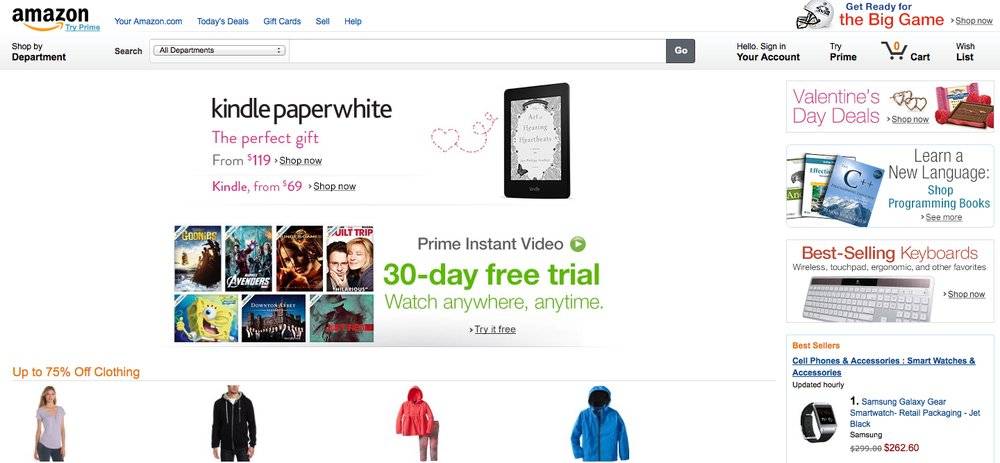 amazon
Try Prime
Your Amazon.com Today's Deals Gift Cards Sell Help
Get Ready for
the Big Game › Shop now
Shop by
Department
Search
All Departments
Go
Hello. Sign in
Your Account
Try
Prime
0
Cart
Wish
List
kindle paperwhite
The perfect gift
From $119 › Shop now
Kindle, from $69 › Shop now
Art of
Hearing
Heartbeats
kindle
Valentine's
Day Deals › Shop now
Learn a
New Language:
Shop
Programming Books
› See more
C++
Best-Selling Keyboards
Wireless, touchpad, ergonomic, and other favorites
› Shop now
GOONIES
AVENGERS
GUILT TRIP
HILARIOUS
DOWNTON ABBEY
Prime Instant Video
30-day free trial
Watch anywhere, anytime.
› Try it free
Best Sellers
Cell Phones & Accessories : Smart Watches &
Accessories
Updated hourly
1. Samsung Galaxy Gear
Smartwatch- Retail Packaging - Jet
Black
Samsung
$299.00 $262.60
Up to 75% Off Clothing